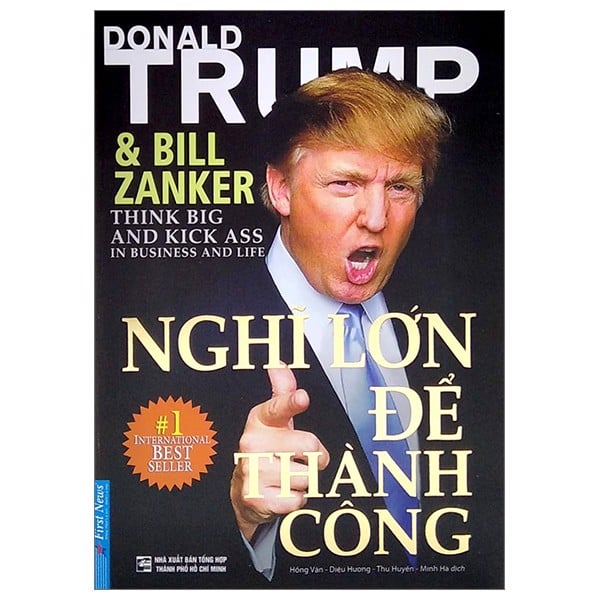 DONALD
TRUMP
& BILL
ZANKER
THINK BIG
AND KICK ASS
IN BUSINESS AND LIFE
NGHĨ LỚN
ĐỂ
THÀNH
CÔNG
#1
INTERNATIONAL
BEST
SELLER
First News
NHÀ XUẤT BẢN TỔNG HỢP
THÀNH PHỐ HỒ CHÍ MINH
Hồng Vân - Diệu Hương - Thu Huyền - Minh Hà dịch